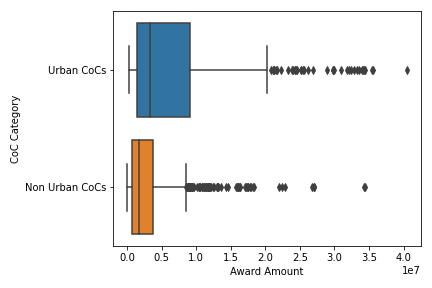 CoC Category
Urban CoCs
Non Urban CoCs
0.0 0.5 1.0 1.5 2.0 2.5 3.0 3.5 4.0
1e7
Award Amount